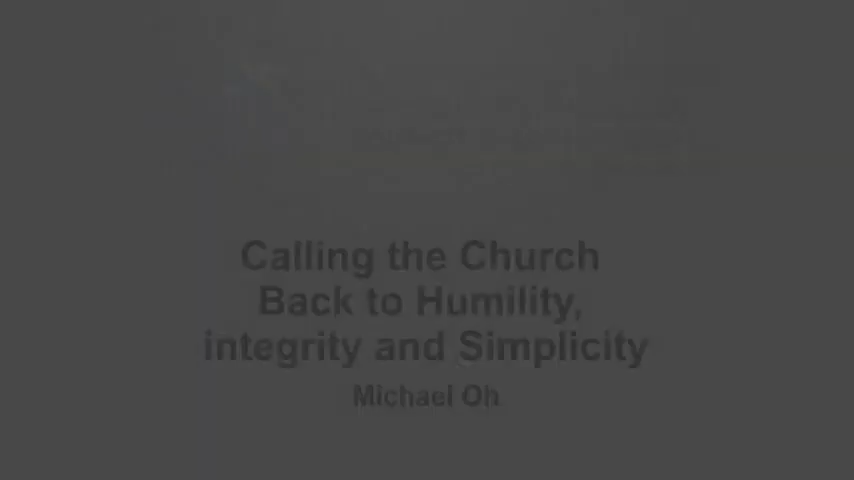 Calling the Church
Back to Humility,
integrity and Simplicity
Michael Oh